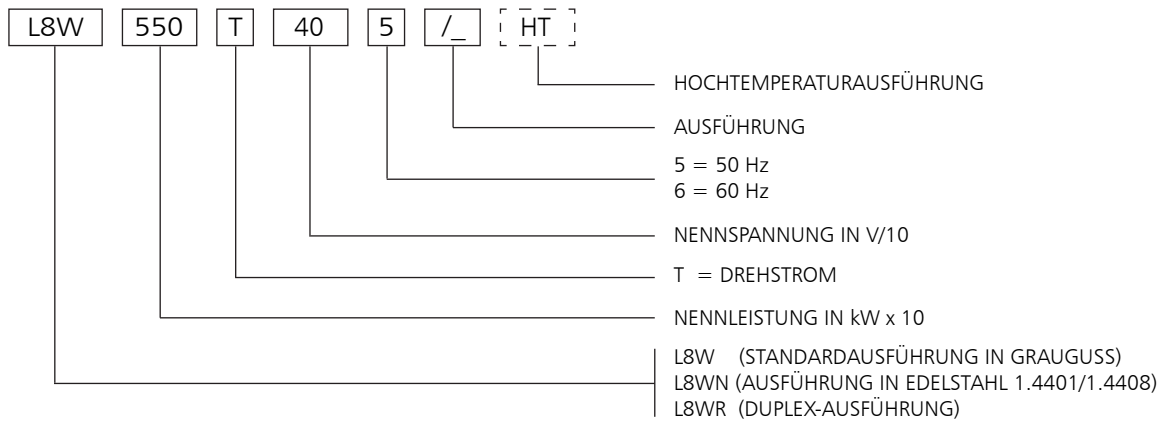 L8W 550 T 40 5 /_ HT
HOCHTEMPERATURAUSFÜHRUNG
AUSFÜHRUNG
5 = 50 Hz
6 = 60 Hz
NENNSPANNUNG IN V/10
T = DREHSTROM
NENNLEISTUNG IN kW x 10
L8W (STANDARDAUSFÜHRUNG IN GRAUGUSS)
L8WN (AUSFÜHRUNG IN EDELSTAHL 1.4401/1.4408)
L8WR (DUPLEX-AUSFÜHRUNG)